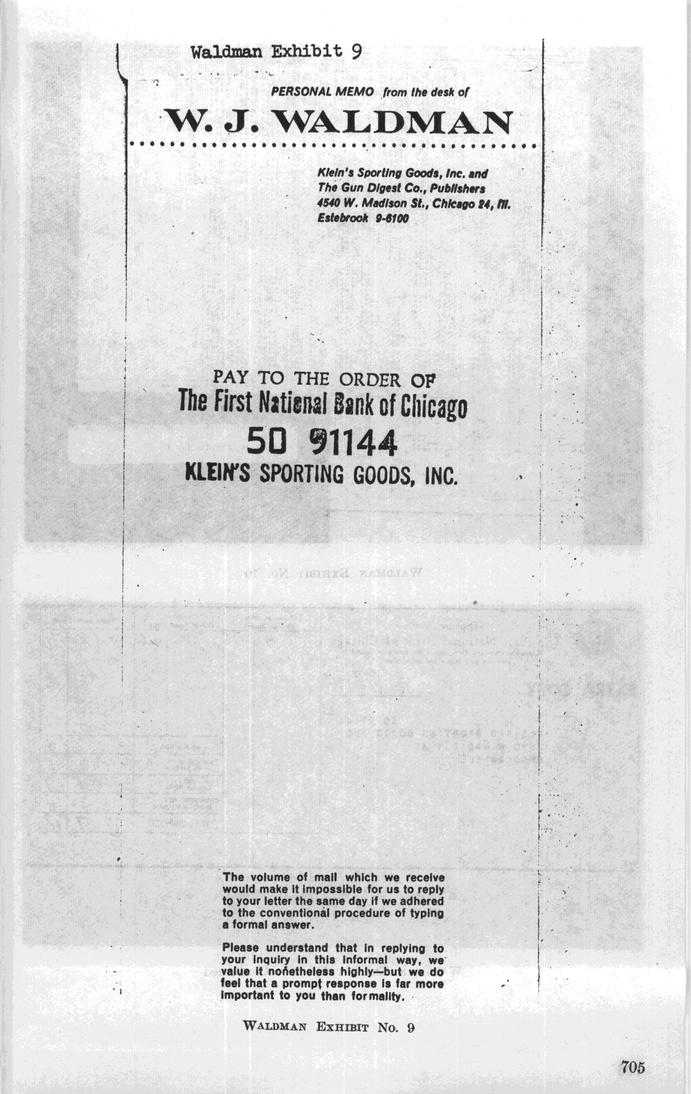 Waldman Exhibit 9
PERSONAL MEMO from the desk of
W. J. WALDMAN
Klein's Sporting Goods, Inc. and
The Gun Digest Co., Publishers
4540 W. Madison St., Chicago 24, Ill.
Estebrook 9-6100
PAY TO THE ORDER OF
The First National Bank of Chicago
50 91144
KLEIN'S SPORTING GOODS, INC.
The volume of mail which we receive
would make it impossible for us to reply
to your letter the same day if we adhered
to the conventional procedure of typing
a formal answer.
Please understand that in replying to
your inquiry in this informal way, we
value it nonetheless highly—but we do
feel that a prompt response is far more
important to you than formality.
WALDMAN EXHIBIT No. 9
705